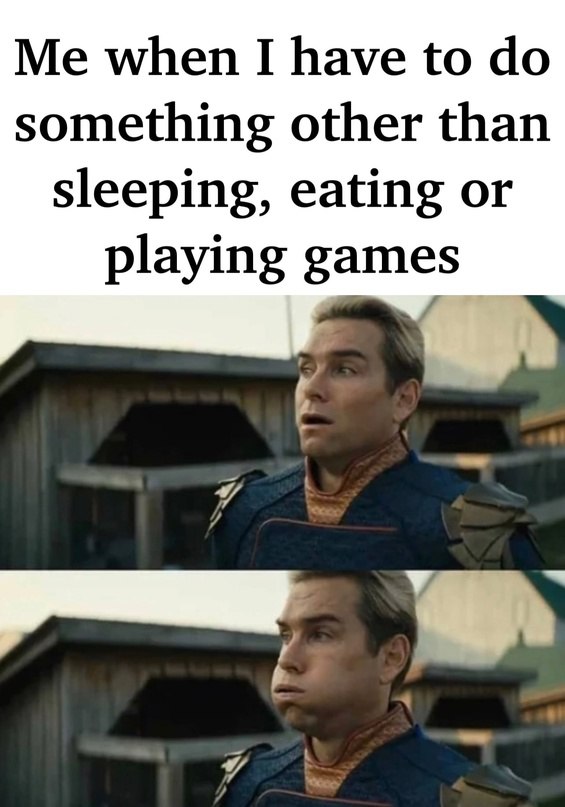 Me when I have to do
something other than
sleeping, eating or
playing games